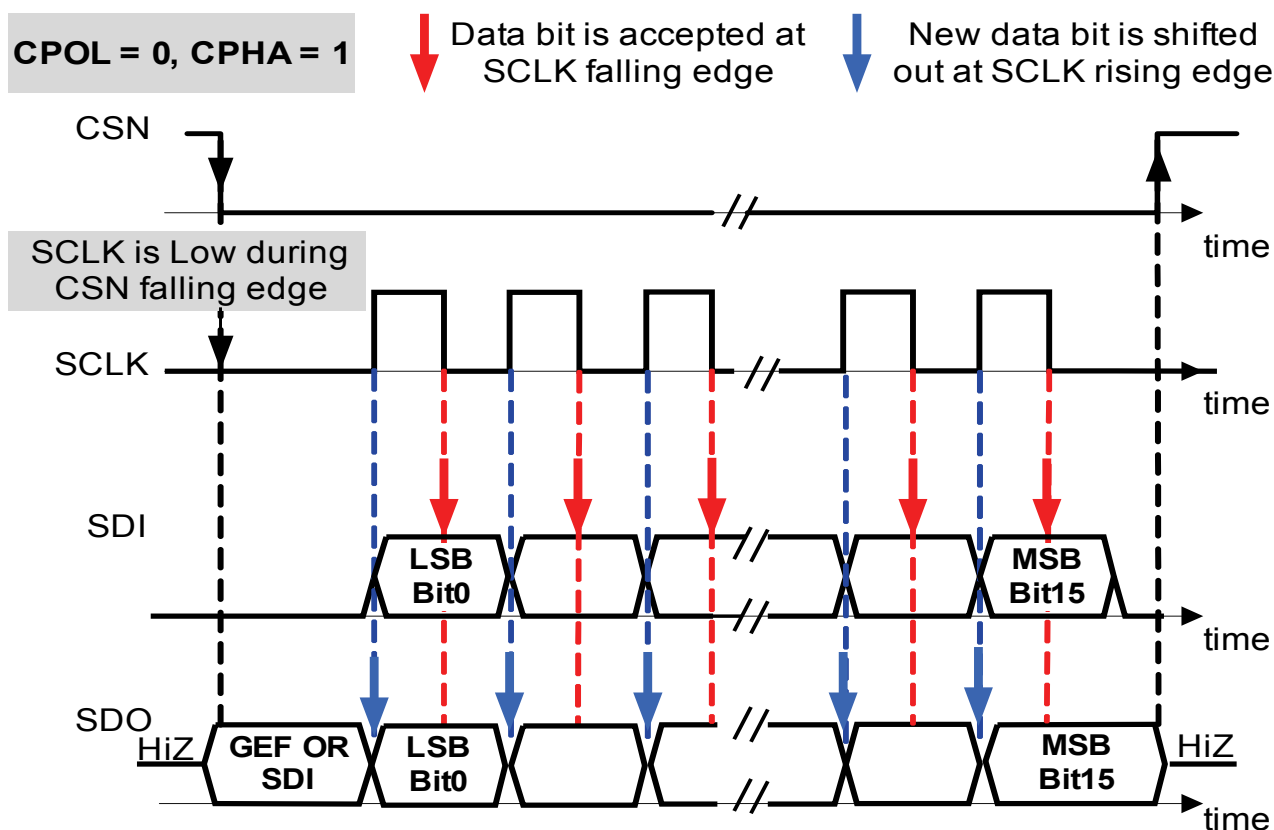 CPOL = 0, CPHA = 1
Data bit is accepted at
SCLK falling edge
New data bit is shifted
out at SCLK rising edge
CSN
time
SCLK is Low during
CSN falling edge
SCLK
time
SDI
LSB
Bit0
MSB
Bit15
time
SDO
HiZ
GEF OR
SDI
LSB
Bit0
MSB
Bit15
HiZ
time